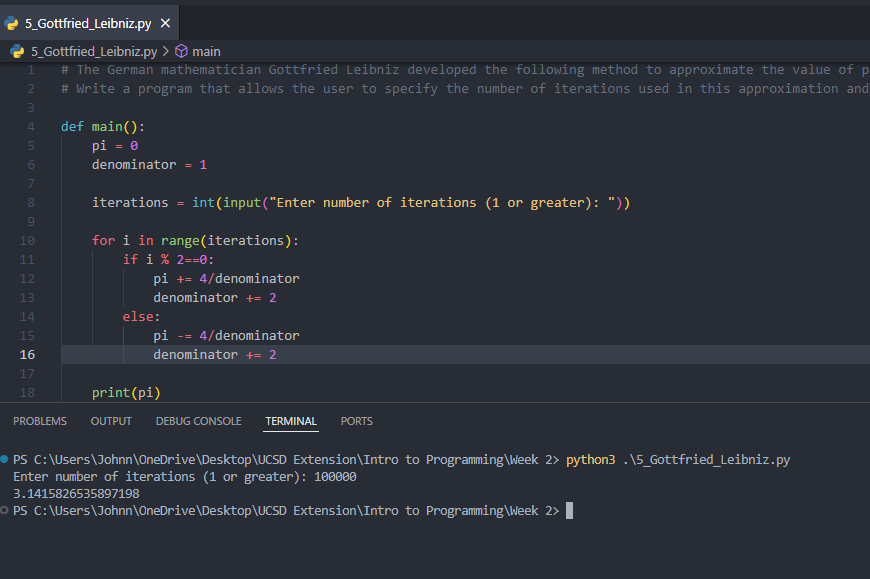 5_Gottfried_Leibniz.py
5_Gottfried_Leibniz.py > main
1 # The German mathematician Gottfried Leibniz developed the following method to approximate the value of p
2 # Write a program that allows the user to specify the number of iterations used in this approximation and
3
4 def main():
5     pi = 0
6     denominator = 1
7
8     iterations = int(input("Enter number of iterations (1 or greater): "))
9
10     for i in range(iterations):
11         if i % 2==0:
12             pi += 4/denominator
13             denominator += 2
14         else:
15             pi -= 4/denominator
16             denominator += 2
17
18     print(pi)
PROBLEMS OUTPUT DEBUG CONSOLE TERMINAL PORTS
PS C:\Users\Johnn\OneDrive\Desktop\UCSD Extension\Intro to Programming\Week 2> python3 .\5_Gottfried_Leibniz.py
Enter number of iterations (1 or greater): 100000
3.1415826535897198
PS C:\Users\Johnn\OneDrive\Desktop\UCSD Extension\Intro to Programming\Week 2>